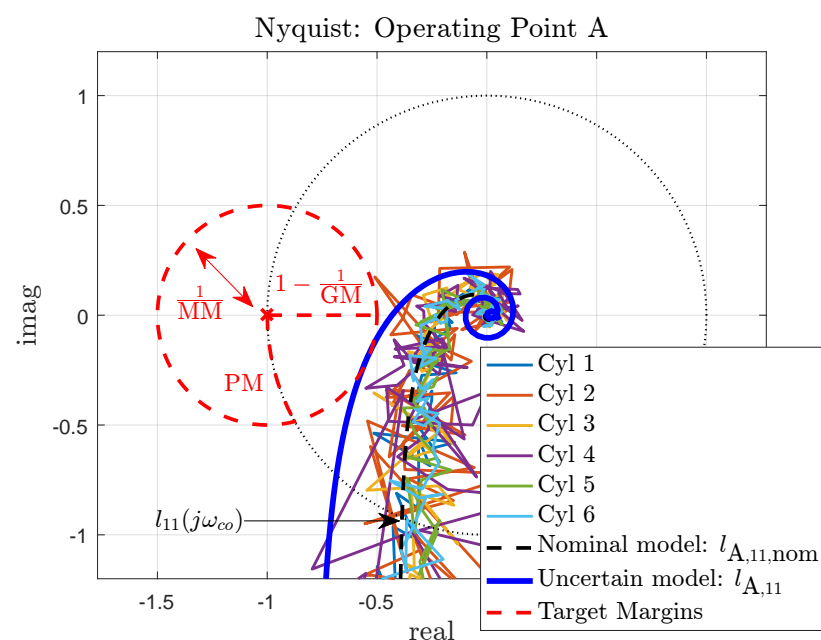 Nyquist: Operating Point A
imag
1
0.5
0
-0.5
-1
1/MM
1 − 1/GM
PM
l11(jωco)
Cyl 1
Cyl 2
Cyl 3
Cyl 4
Cyl 5
Cyl 6
Nominal model: lA,11,nom
Uncertain model: lA,11
Target Margins
-1.5
-1
-0.5
real